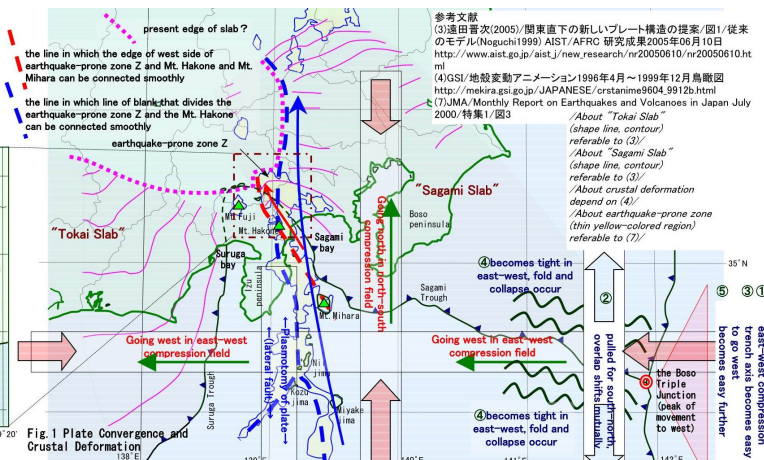 present edge of slab ?
the line in which the edge of west side of
earthquake-prone zone Z and Mt. Hakone and Mt.
Mihara can be connected smoothly
the line in which line of blank that divides the
earthquake-prone zone Z and the Mt. Hakone
can be connected smoothly
earthquake-prone zone Z
参考文献
(3)遠田晋次(2005)/関東直下の新しいプレート構造の提案/図1/従来
のモデル(Noguchi1999) AIST/AFRC 研究成果2005年06月10日
http://www.aist.go.jp/aist_j/new_research/nr20050610/nr20050610.ht
ml
(4)GSI/地殻変動アニメーション1996年4月～1999年12月鳥瞰図
http://mekira.gsi.go.jp/JAPANESE/crstanime9604_9912b.html
(7)JMA/Monthly Report on Earthquakes and Volcanoes in Japan July
2000/特集1/図3
/About "Tokai Slab"
(shape line, contour)
referable to (3)/
/About "Sagami Slab"
(shape line, contour)
referable to (3)/
/About crustal deformation
depend on (4)/
/About earthquake-prone zone
(thin yellow-colored region)
referable to (7)/
"Tokai Slab"
"Sagami Slab"
Mt.Fuji
Mt. Hakone
Suruga
bay
Izu
peninsula
Sagami
bay
Boso
peninsula
Going north in north-south
compression field
Sagami
Trough
Mt. Mihara
35°N
④becomes tight in
east-west, fold and
collapse occur
②
pulled for south-north,
overlap shifts mutually
⑤ ③①
east-west compression
trench axis becomes easy
to go west
becomes easy further
Going west in east-west
compression field
Going west in east-west
compression field
←Plasmotomy of plate→
←(lateral fault)→
Ni
jima
Kozu
jima
Miyake
jima
Suruga Trough
④
the Boso
Triple
Junction
(peak of
movement
to west)
④becomes tight in
east-west, fold and
collapse occur
Fig.1 Plate Convergence and
Crustal Deformation
138°E
140°E
141°E
142°E